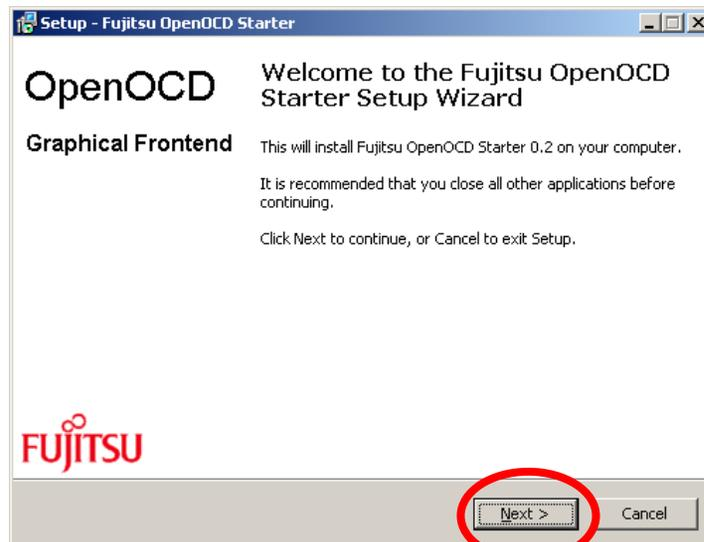 Setup - Fujitsu OpenOCD Starter
OpenOCD
Graphical Frontend
Welcome to the Fujitsu OpenOCD
Starter Setup Wizard
This will install Fujitsu OpenOCD Starter 0.2 on your computer.
It is recommended that you close all other applications before
continuing.
Click Next to continue, or Cancel to exit Setup.
FUJITSU
Next >
Cancel